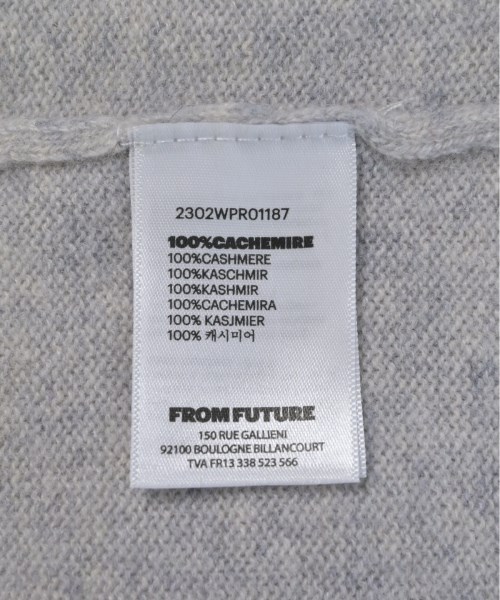 2302WPR01187
100%CACHEMIRE
100%CASHMERE
100%KASCHMIR
100%KASHMIR
100%CACHEMIRA
100% KASJMIER
100% 캐시미어
FROM FUTURE
150 RUE GALLIENI
92100 BOULOGNE BILLANCOURT
TVA FR13 338 523 566